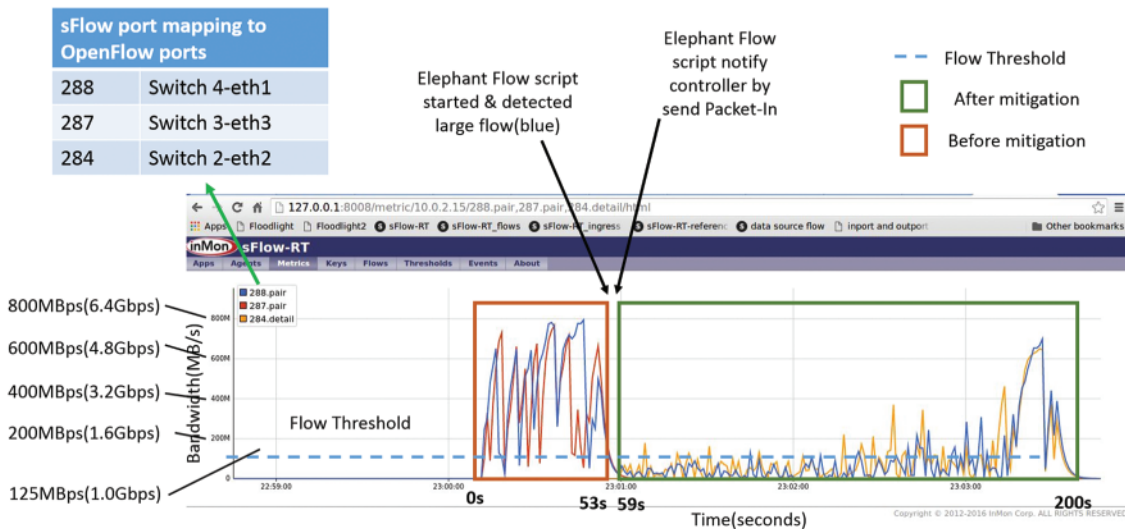 sFlow port mapping to
OpenFlow ports
288 Switch 4-eth1
287 Switch 3-eth3
284 Switch 2-eth2
Elephant Flow script
started & detected
large flow(blue)
Elephant Flow
script notify
controller by
send Packet-In
Flow Threshold
After mitigation
Before mitigation
127.0.0.1:8008/metric/10.0.2.15/288.pair,287.pair,284.detail/html
Apps Floodlight Floodlight2 sFlow-RT sFlow-RT_flows sFlow-RT_ingress sFlow-RT-referenc data source flow inport and outport Other bookmarks
inMon sFlow-RT
Apps Agents Metrics Keys Flows Thresholds Events About
288.pair
287.pair
284.detail
800MBps(6.4Gbps)
600MBps(4.8Gbps)
400MBps(3.2Gbps)
200MBps(1.6Gbps)
125MBps(1.0Gbps)
Bandwidth(MB/s)
800M
600M
400M
200M
0
Flow Threshold
22:59:00 23:00:00 23:01:00 23:02:00 23:03:00
0s 53s 59s 200s
Time(seconds)
Copyright © 2012-2016 InMon Corp. ALL RIGHTS RESERVED